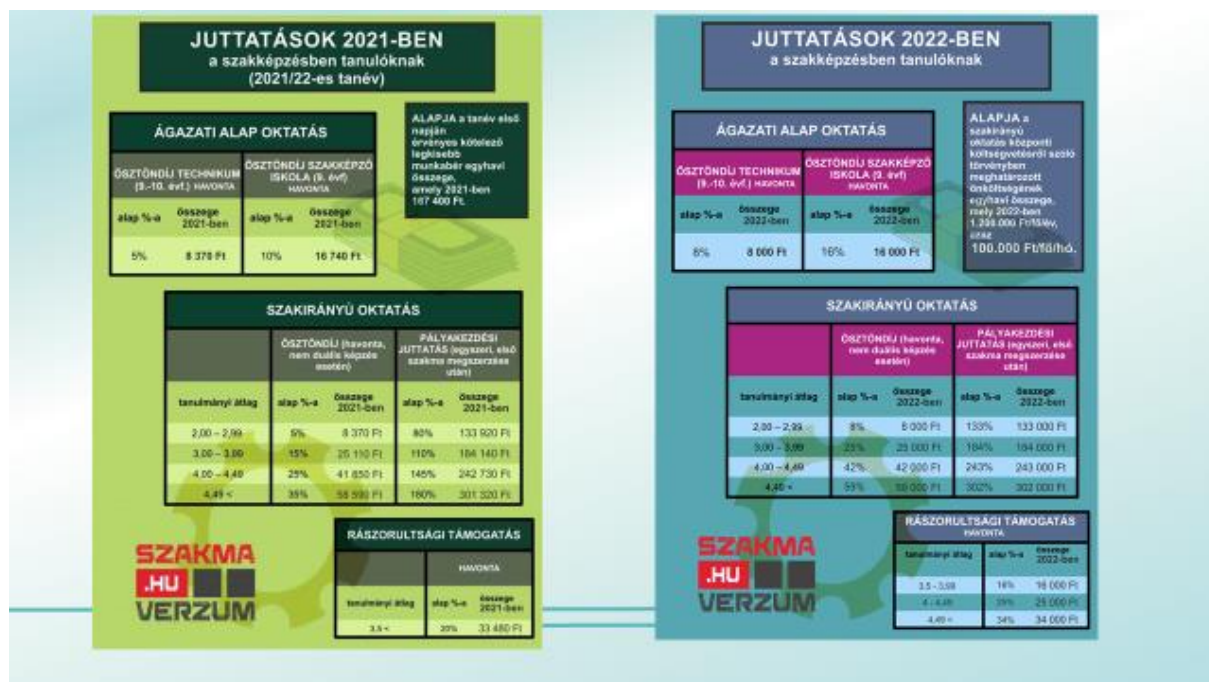 JUTTATÁSOK 2021-BEN
a szakképzésben tanulóknak
(2021/22-es tanév)
ÁGAZATI ALAP OKTATÁS
ÖSZTÖNDÍJ TECHNIKUM
(9.-10. évf.) HAVONTA
ÖSZTÖNDÍJ SZAKKÉPZŐ
ISKOLA (9. évf)
HAVONTA
alap %-a
összege
2021-ben
alap %-a
összege
2021-ben
5% 8 370 Ft 10% 16 740 Ft
ALAPJA a tanév első
napján
érvényes kötelező
legkisebb
munkabér egyhavi
összege,
amely 2021-ben
167 400 Ft.
SZAKIRÁNYÚ OKTATÁS
ÖSZTÖNDÍJ (havonta,
nem duális képzés
esetén)
PÁLYAKEZDÉSI
JUTTATÁS (egyszeri, első
szakma megszerzése
után)
tanulmányi átlag
alap %-a
összege
2021-ben
alap %-a
összege
2021-ben
2,00 – 2,99 5% 8 370 Ft 80% 133 920 Ft
3,00 – 3,99 15% 25 110 Ft 110% 184 140 Ft
4,00 – 4,49 25% 41 850 Ft 145% 242 730 Ft
4,49 < 35% 58 590 Ft 180% 301 320 Ft
RÁSZORULTSÁGI TÁMOGATÁS
HAVONTA
tanulmányi átlag
alap %-a
összege
2021-ben
3,5 < 20% 33 480 Ft
SZAKMA
.HU
VERZUM
JUTTATÁSOK 2022-BEN
a szakképzésben tanulóknak
ÁGAZATI ALAP OKTATÁS
ÖSZTÖNDÍJ TECHNIKUM
(9.-10. évf.) HAVONTA
ÖSZTÖNDÍJ SZAKKÉPZŐ
ISKOLA (9. évf)
HAVONTA
alap %-a
összege
2022-ben
alap %-a
összege
2022-ben
8% 8 000 Ft 16% 16 000 Ft
ALAPJA a
szakirányú
oktatás központi
költségvetésről szóló
törvényben
meghatározott
önköltségének
egyhavi összege,
mely 2022-ben
1.200.000 Ft/fő/év,
azaz
100.000 Ft/fő/hó.
SZAKIRÁNYÚ OKTATÁS
ÖSZTÖNDÍJ (havonta,
nem duális képzés
esetén)
PÁLYAKEZDÉSI
JUTTATÁS (egyszeri, első
szakma megszerzése
után)
tanulmányi átlag
alap %-a
összege
2022-ben
alap %-a
összege
2022-ben
2,00 – 2,99 8% 8 000 Ft 133% 133 000 Ft
3,00 – 3,99 25% 25 000 Ft 184% 184 000 Ft
4,00 – 4,49 42% 42 000 Ft 243% 243 000 Ft
4,49 < 59% 59 000 Ft 302% 302 000 Ft
RÁSZORULTSÁGI TÁMOGATÁS
HAVONTA
tanulmányi átlag
alap %-a
összege
2022-ben
3,5 - 3,99 16% 16 000 Ft
4 - 4,49 25 000 Ft
4,49 < 34% 34 000 Ft
SZAKMA
.HU
VERZUM